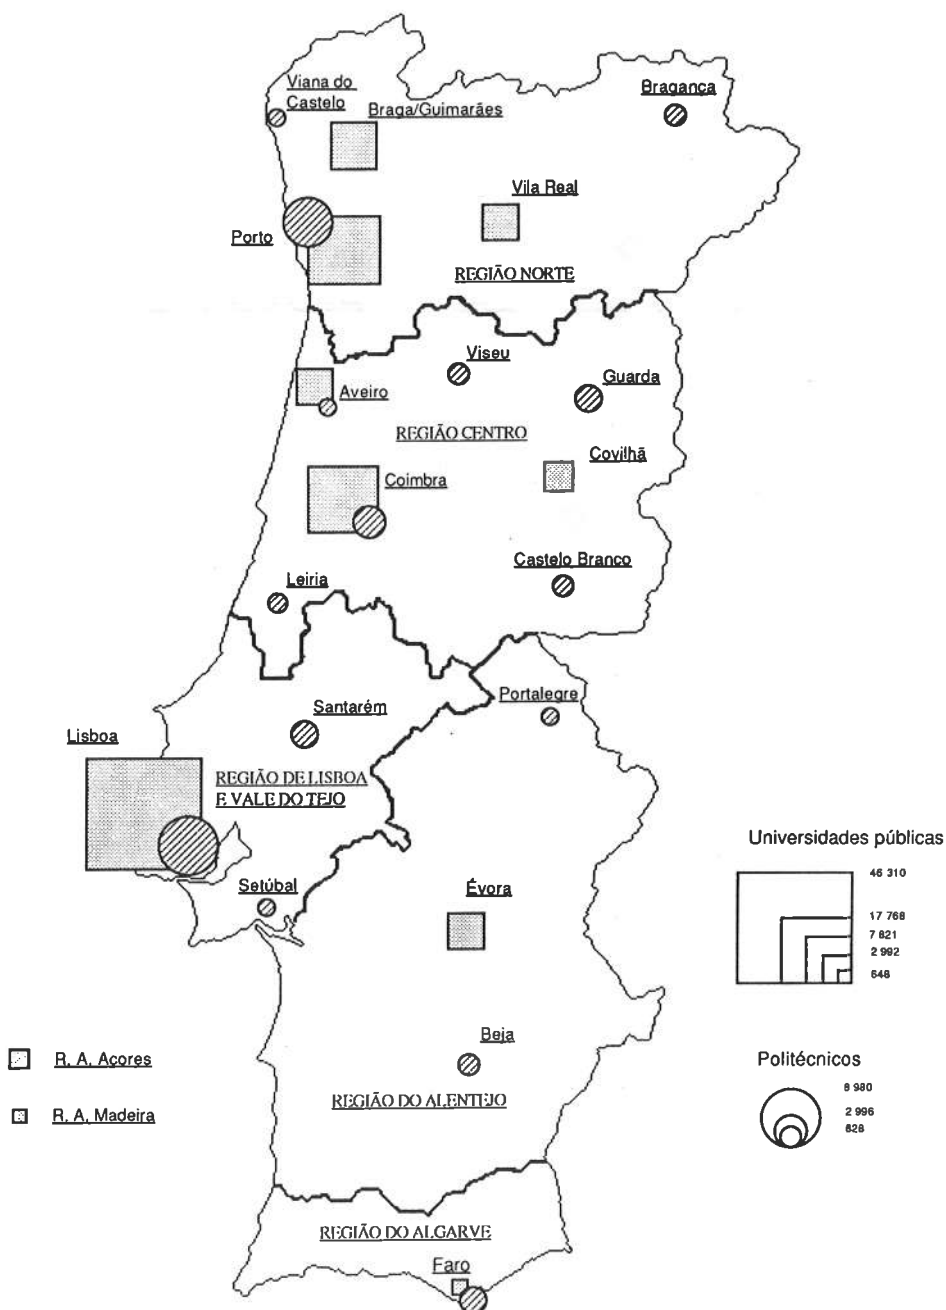 Viana do
Castelo
Bragança
Braga/Guimarães
Vila Real
Porto
REGIÃO NORTE
Viseu
Guarda
Aveiro
REGIÃO CENTRO
Covilhã
Coimbra
Castelo Branco
Leiria
Portalegre
Santarém
Lisboa
REGIÃO DE LISBOA
E VALE DO TEJO
Setúbal
Évora
Universidades públicas
46 310
17 768
7 821
2 992
648
Beja
R. A. Açores
REGIÃO DO ALENTEJO
R. A. Madeira
Politécnicos
8 980
2 996
828
REGIÃO DO ALGARVE
Faro